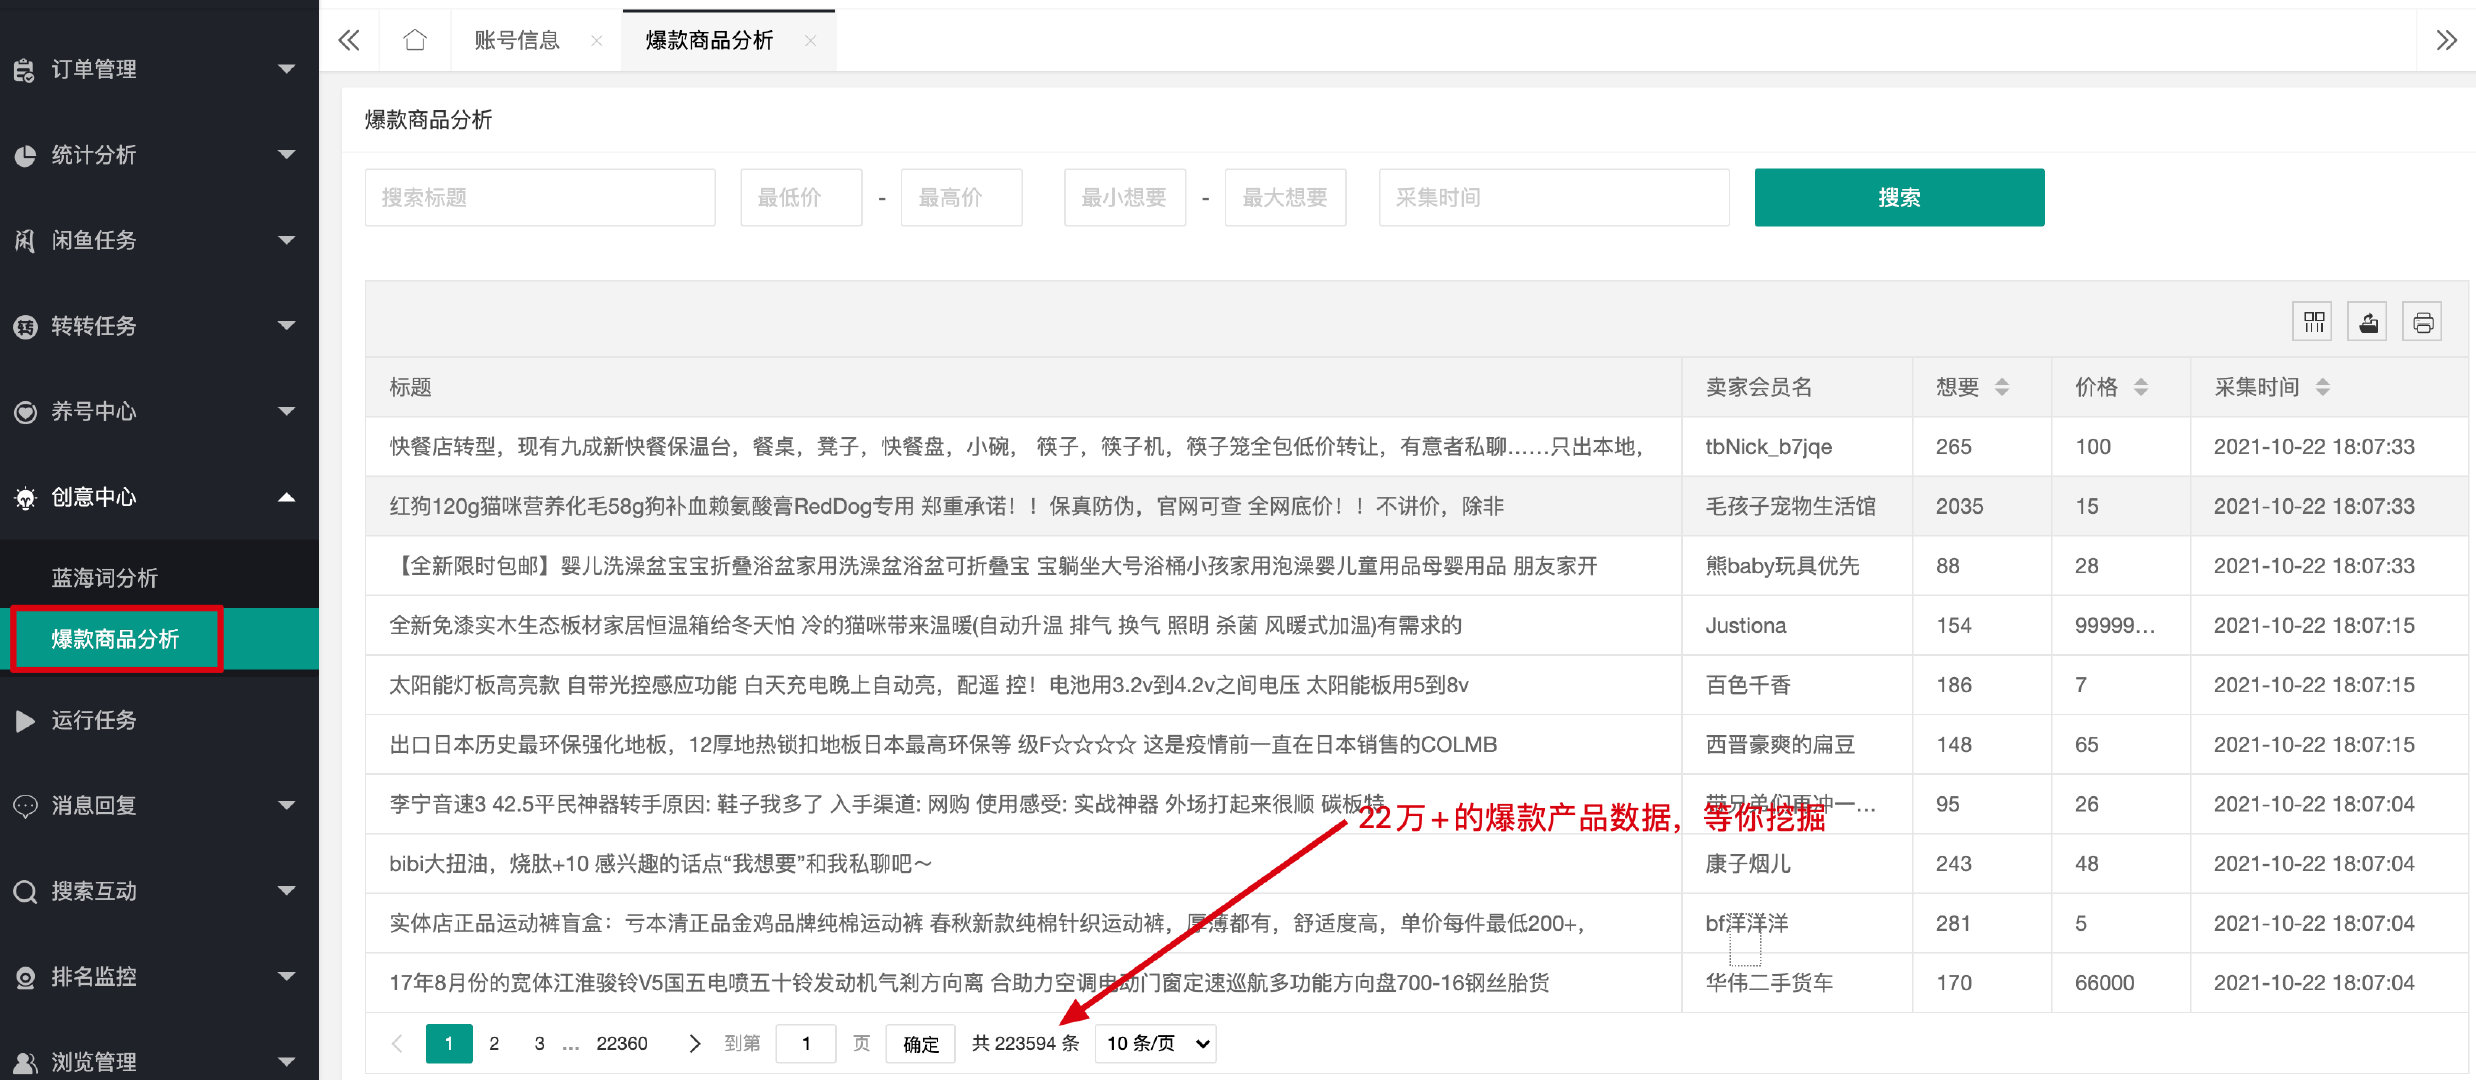 订单管理
统计分析
闲鱼任务
转转任务
养号中心
创意中心
蓝海词分析
爆款商品分析
运行任务
消息回复
搜索互动
排名监控
浏览管理
账号信息
爆款商品分析
爆款商品分析
搜索标题 最低价 - 最高价 最小想要 - 最大想要 采集时间 搜索
标题 卖家会员名 想要 价格 采集时间
快餐店转型，现有九成新快餐保温台，餐桌，凳子，快餐盘，小碗， 筷子，筷子机，筷子笼全包低价转让，有意者私聊……只出本地， tbNick_b7jqe 265 100 2021-10-22 18:07:33
红狗120g猫咪营养化毛58g狗补血赖氨酸膏RedDog专用 郑重承诺！！保真防伪，官网可查 全网底价！！不讲价，除非 毛孩子宠物生活馆 2035 15 2021-10-22 18:07:33
【全新限时包邮】婴儿洗澡盆宝宝折叠浴盆家用洗澡盆浴盆可折叠宝 宝躺坐大号浴桶小孩家用泡澡婴儿童用品母婴用品 朋友家开 熊baby玩具优先 88 28 2021-10-22 18:07:33
全新免漆实木生态板材家居恒温箱给冬天怕 冷的猫咪带来温暖(自动升温 排气 换气 照明 杀菌 风暖式加温)有需求的 Justiona 154 99999... 2021-10-22 18:07:15
太阳能灯板高亮款 自带光控感应功能 白天充电晚上自动亮，配遥 控！电池用3.2v到4.2v之间电压 太阳能板用5到8v 百色千香 186 7 2021-10-22 18:07:15
出口日本历史最环保强化地板，12厚地热锁扣地板日本最高环保等 级F☆☆☆☆ 这是疫情前一直在日本销售的COLMB 西晋豪爽的扁豆 148 65 2021-10-22 18:07:15
李宁音速3 42.5平民神器转手原因: 鞋子我多了 入手渠道: 网购 使用感受: 实战神器 外场打起来很顺 碳板特 带兄弟们再冲一... 95 26 2021-10-22 18:07:04
22万+的爆款产品数据，等你挖掘
bibi大扭油，烧肽+10 感兴趣的话点“我想要”和我私聊吧～ 康子烟儿 243 48 2021-10-22 18:07:04
实体店正品运动裤盲盒：亏本清正品金鸡品牌纯棉运动裤 春秋新款纯棉针织运动裤，厚薄都有，舒适度高，单价每件最低200+， bf洋洋洋 281 5 2021-10-22 18:07:04
17年8月份的宽体江淮骏铃V5国五电喷五十铃发动机气刹方向离 合助力空调电动门窗定速巡航多功能方向盘700-16钢丝胎货 华伟二手货车 170 66000 2021-10-22 18:07:04
1 2 3 ... 22360 到第 1 页 确定 共 223594 条 10 条/页